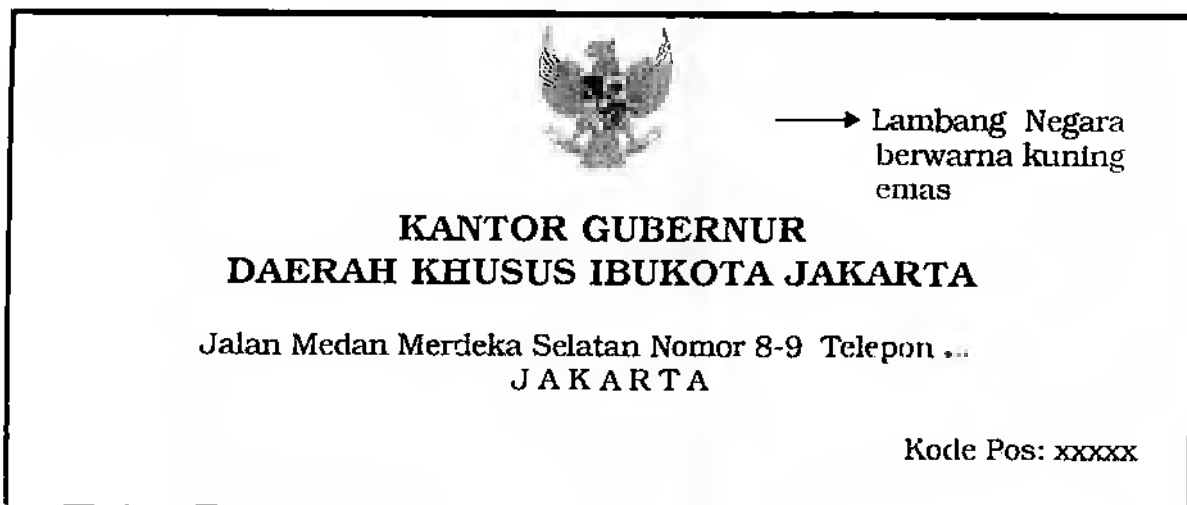 Lambang Negara
berwarna kuning
emas
KANTOR GUBERNUR
DAERAH KHUSUS IBUKOTA JAKARTA
Jalan Medan Merdeka Selatan Nomor 8-9 Telepon ...
J A K A R T A
Kode Pos: xxxxx